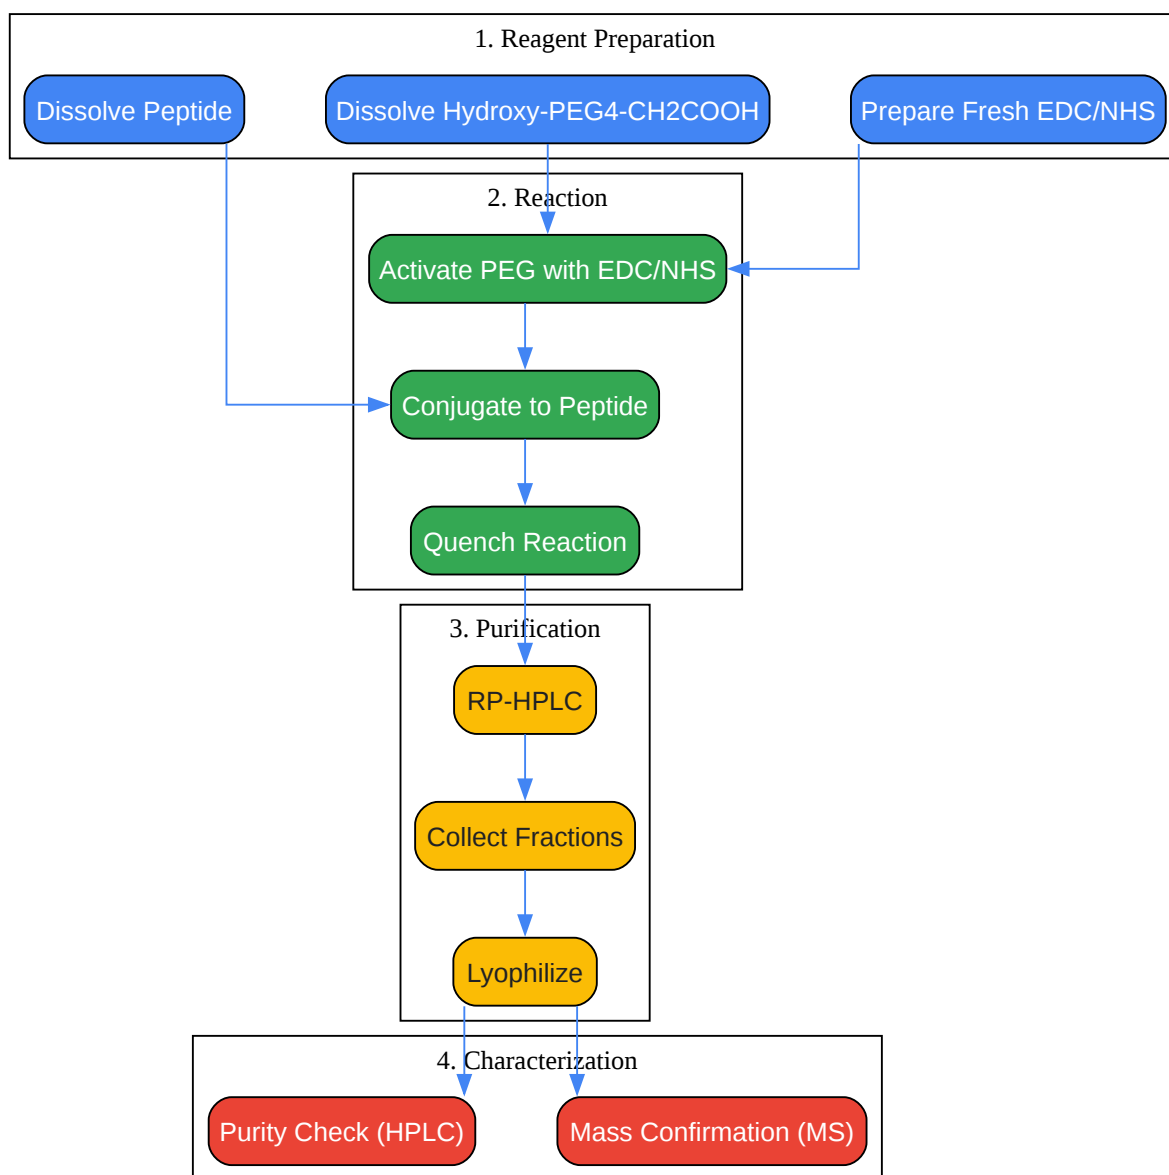 1. Reagent Preparation
Dissolve Peptide
Dissolve Hydroxy-PEG4-CH2COOH
Prepare Fresh EDC/NHS
2. Reaction
Activate PEG with EDC/NHS
Conjugate to Peptide
Quench Reaction
3. Purification
RP-HPLC
Collect Fractions
Lyophilize
4. Characterization
Purity Check (HPLC)
Mass Confirmation (MS)